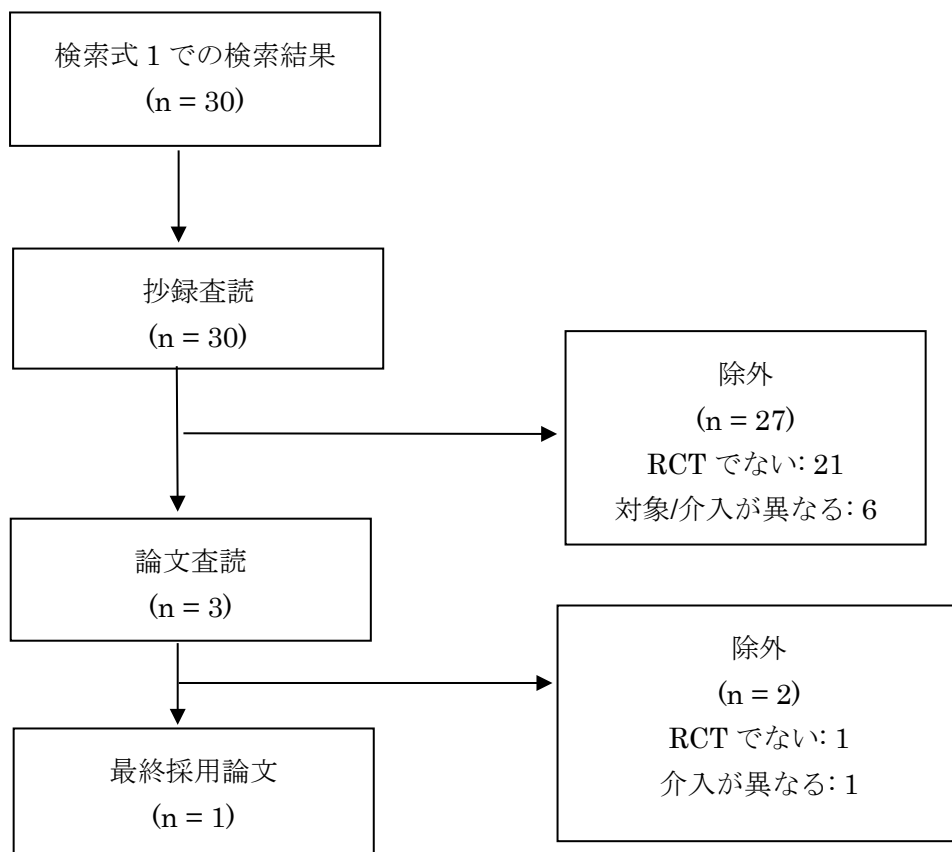 検索式 1 での検索結果
(n = 30)
抄録査読
(n = 30)
除外
(n = 27)
RCT でない: 21
対象/介入が異なる: 6
論文査読
(n = 3)
除外
(n = 2)
RCT でない: 1
介入が異なる: 1
最終採用論文
(n = 1)